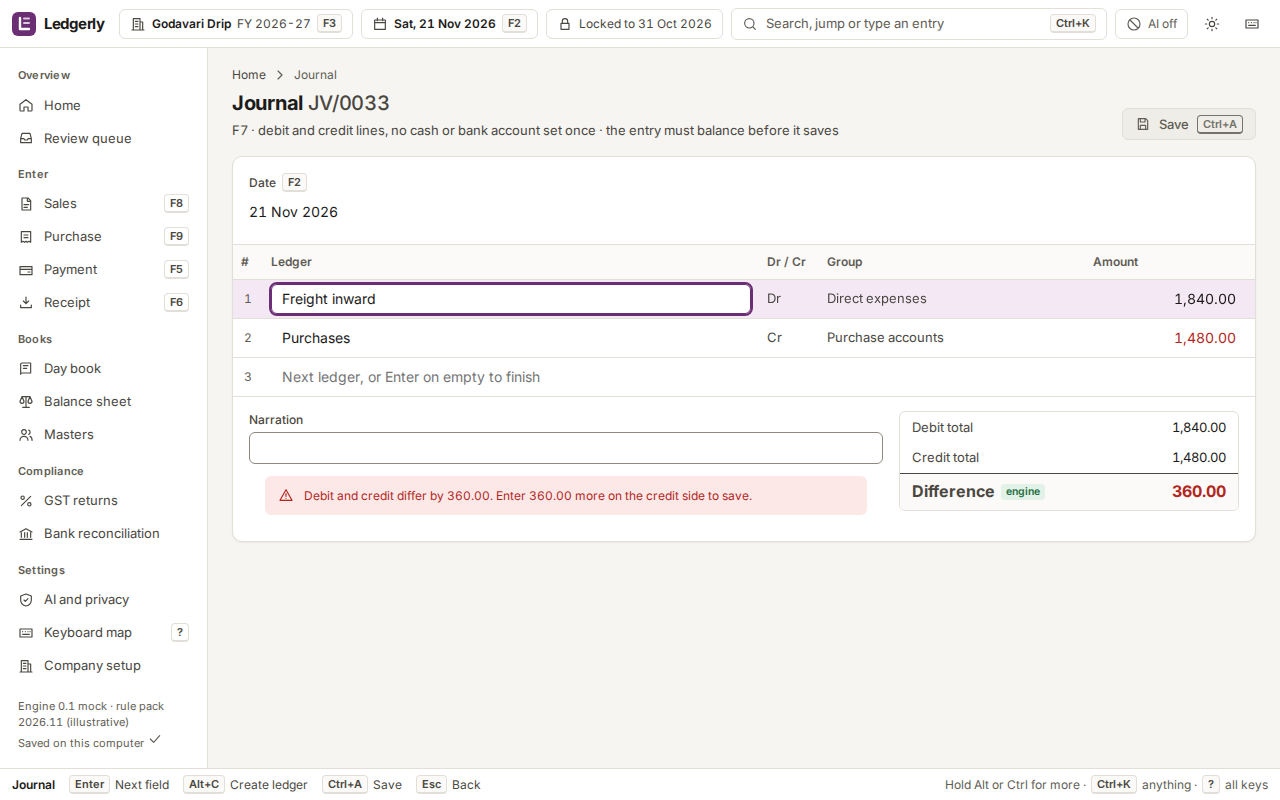 Ledgerly
Godavari Drip FY 2026-27 F3
Sat, 21 Nov 2026 F2
Locked to 31 Oct 2026
Search, jump or type an entry Ctrl+K
AI off
Overview
Home
Review queue
Enter
Sales F8
Purchase F9
Payment F5
Receipt F6
Books
Day book
Balance sheet
Masters
Compliance
GST returns
Bank reconciliation
Settings
AI and privacy
Keyboard map ?
Company setup
Engine 0.1 mock · rule pack
2026.11 (illustrative)
Saved on this computer
Home > Journal
Journal JV/0033
F7 · debit and credit lines, no cash or bank account set once · the entry must balance before it saves
Save Ctrl+A
Date F2
21 Nov 2026
# Ledger Dr / Cr Group Amount
1 Freight inward Dr Direct expenses 1,840.00
2 Purchases Cr Purchase accounts 1,480.00
3 Next ledger, or Enter on empty to finish
Narration
Debit and credit differ by 360.00. Enter 360.00 more on the credit side to save.
Debit total 1,840.00
Credit total 1,480.00
Difference engine 360.00
Journal Enter Next field Alt+C Create ledger Ctrl+A Save Esc Back
Hold Alt or Ctrl for more · Ctrl+K anything · ? all keys